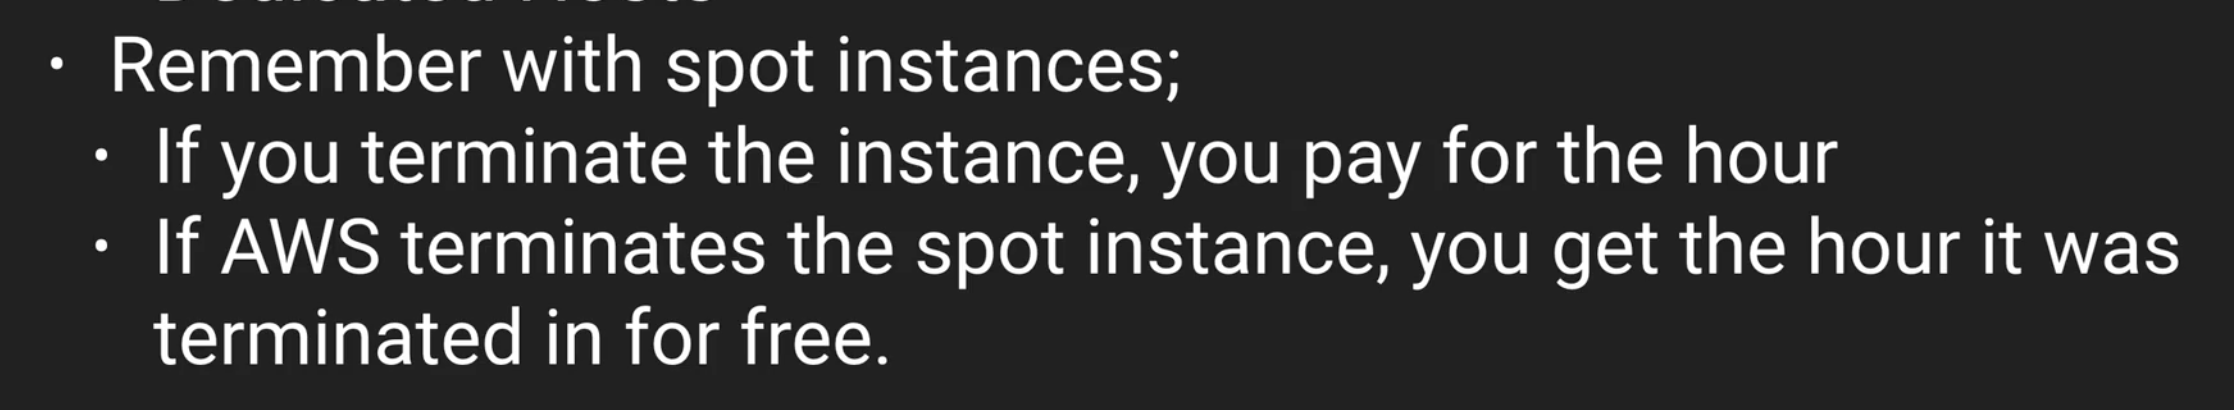 • Remember with spot instances;
• If you terminate the instance, you pay for the hour
• If AWS terminates the spot instance, you get the hour it was
terminated in for free.